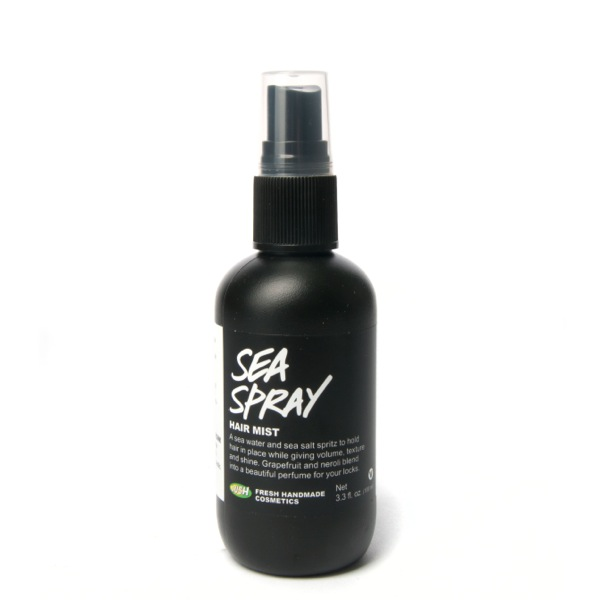 SEA
SPRAY
HAIR MIST
A sea water and sea salt spritz to hold
hair in place while giving volume, texture
and shine. Grapefruit and neroli blend
into a beautiful perfume for your locks.
Net
3.3 fl. oz.
LUSH
FRESH HANDMADE
COSMETICS